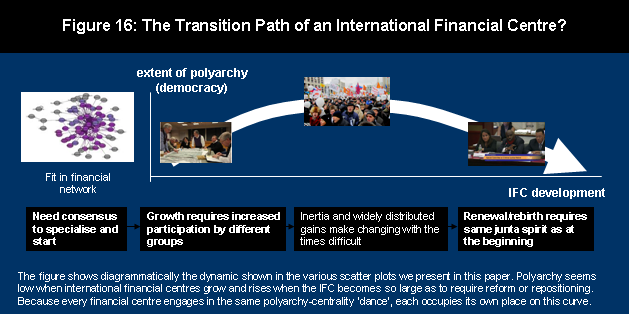 Figure 16: The Transition Path of an International Financial Centre?
extent of polyarchy
(democracy)
Fit in financial
network
IFC development
Need consensus
to specialise and
start
Growth requires increased
participation by different
groups
Inertia and widely distributed
gains make changing with the
times difficult
Renewal/rebirth requires
same junta spirit as at
the beginning
The figure shows diagrammatically the dynamic shown in the various scatter plots we present in this paper. Polyarchy seems
low when international financial centres grow and rises when the IFC becomes so large as to require reform or repositioning.
Because every financial centre engages in the same polyarchy-centrality 'dance', each occupies its own place on this curve.